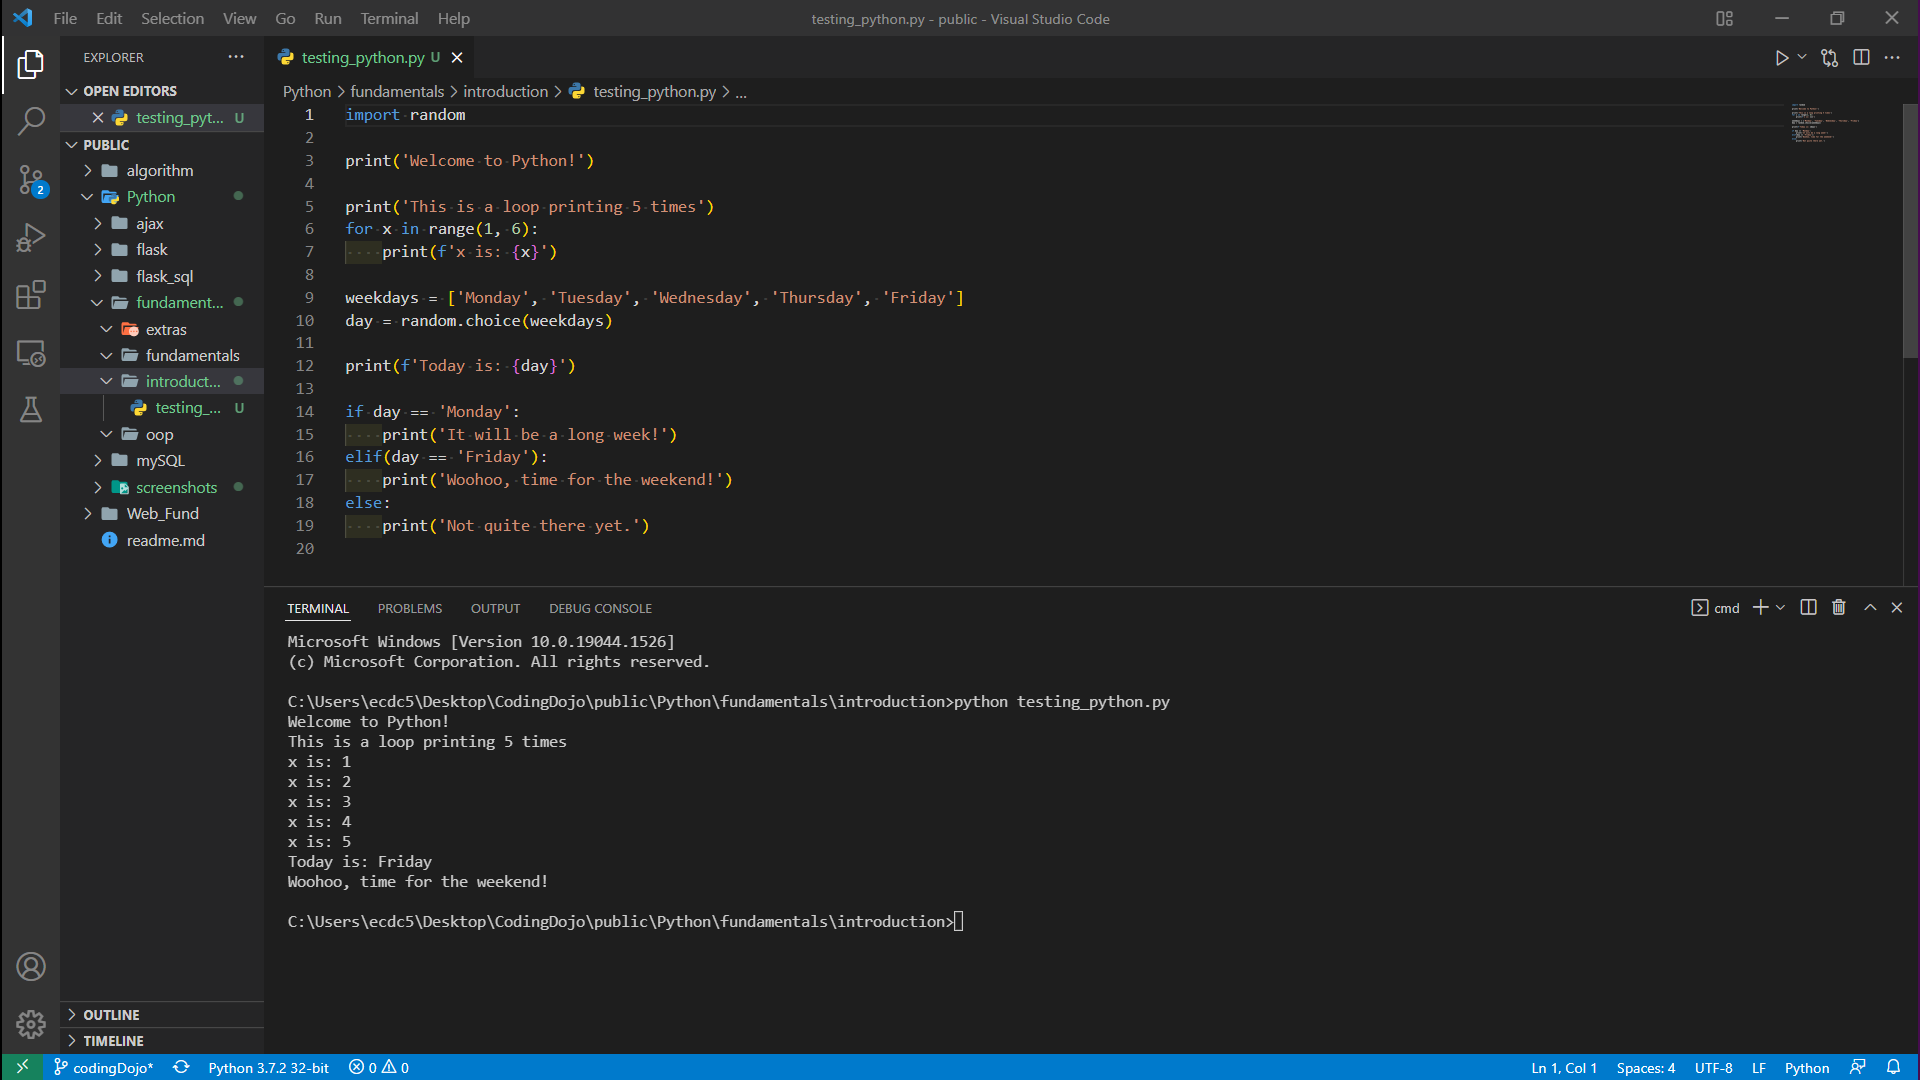 File Edit Selection View Go Run Terminal Help
testing_python.py - public - Visual Studio Code
EXPLORER
OPEN EDITORS
testing_pyt... U
PUBLIC
algorithm
Python
ajax
flask
flask_sql
fundament...
extras
fundamentals
introduct...
testing_... U
oop
mySQL
screenshots
Web_Fund
readme.md
OUTLINE
TIMELINE
2
testing_python.py U
Python > fundamentals > introduction > testing_python.py > ...
1 import random
2
3 print('Welcome to Python!')
4
5 print('This is a loop printing 5 times')
6 for x in range(1, 6):
7     print(f'x is: {x}')
8
9 weekdays = ['Monday', 'Tuesday', 'Wednesday', 'Thursday', 'Friday']
10 day = random.choice(weekdays)
11
12 print(f'Today is: {day}')
13
14 if day == 'Monday':
15     print('It will be a long week!')
16 elif(day == 'Friday'):
17     print('Woohoo, time for the weekend!')
18 else:
19     print('Not quite there yet.')
20
TERMINAL PROBLEMS OUTPUT DEBUG CONSOLE
cmd
Microsoft Windows [Version 10.0.19044.1526]
(c) Microsoft Corporation. All rights reserved.
C:\Users\ecdc5\Desktop\CodingDojo\public\Python\fundamentals\introduction>python testing_python.py
Welcome to Python!
This is a loop printing 5 times
x is: 1
x is: 2
x is: 3
x is: 4
x is: 5
Today is: Friday
Woohoo, time for the weekend!
C:\Users\ecdc5\Desktop\CodingDojo\public\Python\fundamentals\introduction>
codingDojo* Python 3.7.2 32-bit 0 0 Ln 1, Col 1 Spaces: 4 UTF-8 LF Python